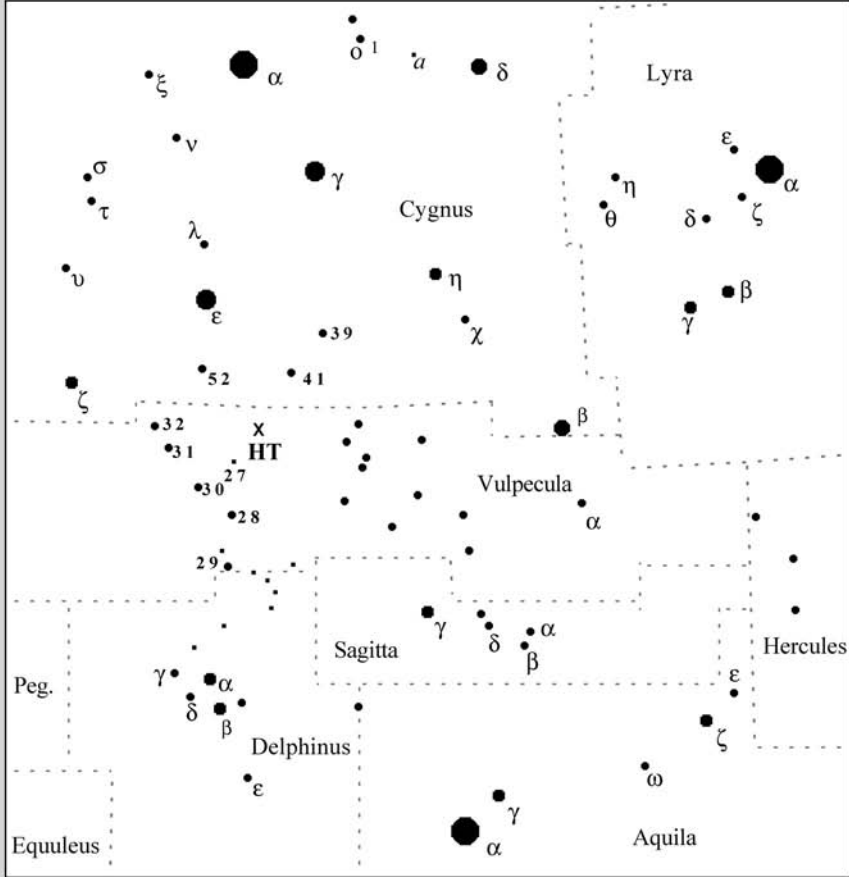 ο 1
a
δ
Lyra
ξ
α
ν
ε
σ
γ
η
α
τ
Cygnus
θ
δ
ζ
λ
υ
η
β
ε
γ
39
χ
52
41
ζ
β
32
X
HT
31
27
30
Vulpecula
28
α
29
γ
α
Sagitta
δ
β
Hercules
γ
α
Peg.
ε
δ
β
ζ
Delphinus
ε
ω
γ
Equuleus
α
Aquila